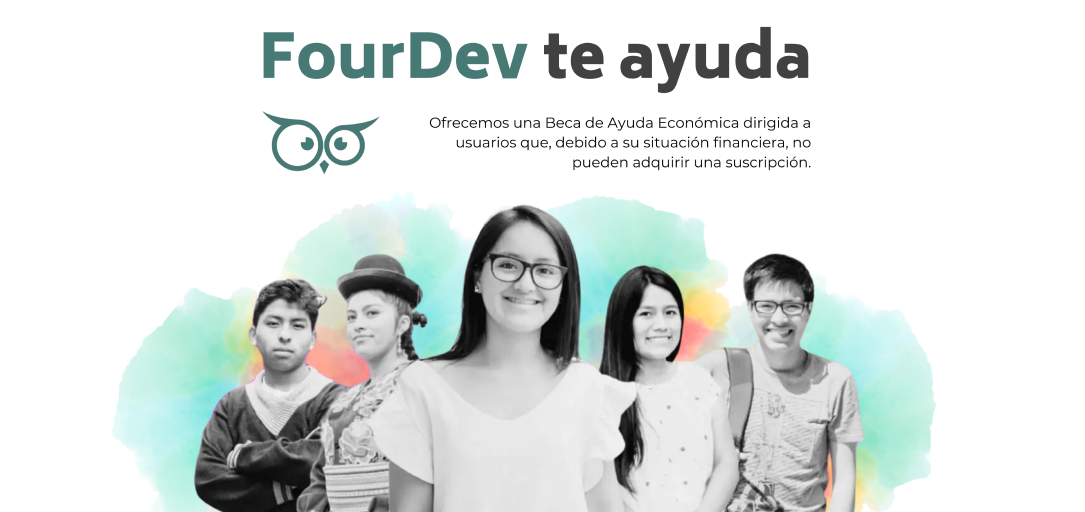 FourDev te ayuda
Ofrecemos una Beca de Ayuda Económica dirigida a
usuarios que, debido a su situación financiera, no
pueden adquirir una suscripción.